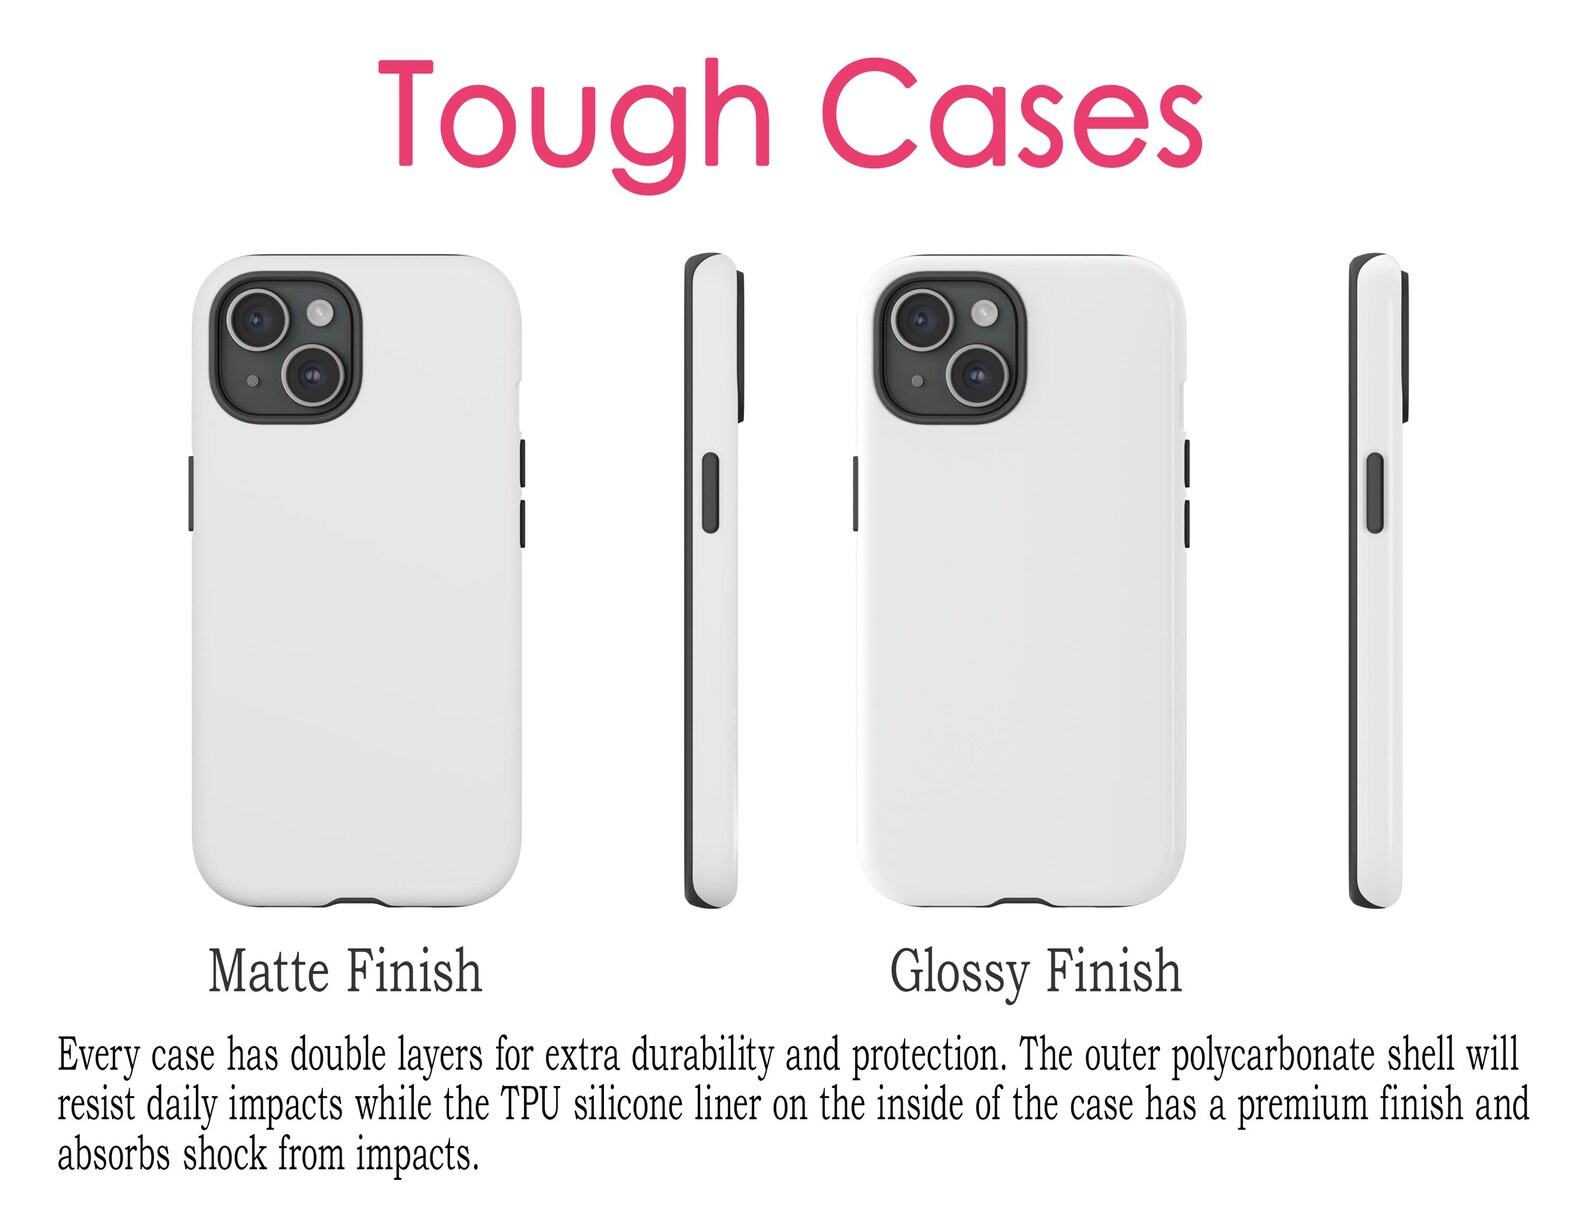 Tough Cases
Matte Finish
Glossy Finish
Every case has double layers for extra durability and protection. The outer polycarbonate shell will
resist daily impacts while the TPU silicone liner on the inside of the case has a premium finish and
absorbs shock from impacts.